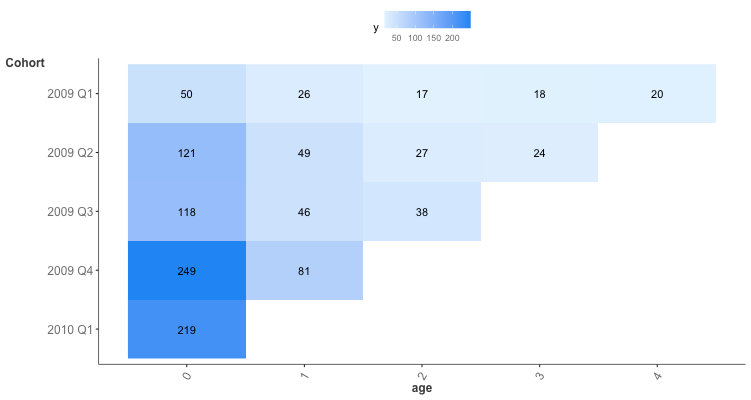 y
50 100 150 200
Cohort
2009 Q1 50 26 17 18 20
2009 Q2 121 49 27 24
2009 Q3 118 46 38
2009 Q4 249 81
2010 Q1 219
0 1 2 3 4
age